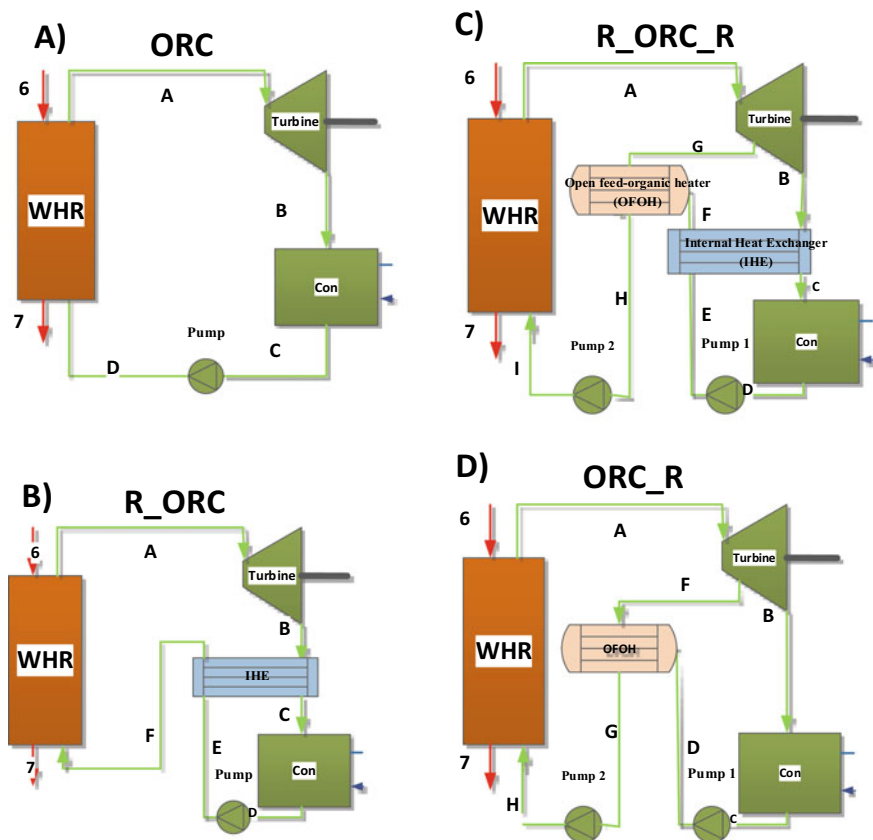 A)
ORC
6
A
Turbine
WHR
B
Con
7
Pump
C
D
C)
R_ORC_R
6
A
Turbine
G
Open feed-organic heater
(OFOH)
B
WHR
F
Internal Heat Exchanger
(IHE)
H
C
E
7
Pump 2
Pump 1
Con
I
D
B)
R_ORC
6
A
Turbine
B
WHR
IHE
C
F
E
7
Pump
Con
D
D)
ORC_R
6
A
Turbine
F
B
OFOH
WHR
G
D
7
Pump 2
Pump 1
Con
H
C